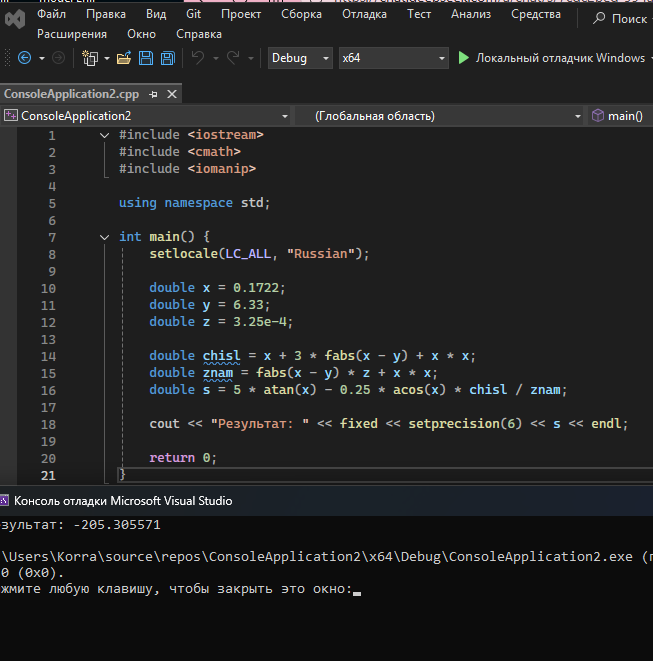 Файл Правка Вид Git Проект Сборка Отладка Тест Анализ Средства Поиск
Расширения Окно Справка
Debug x64 Локальный отладчик Windows
ConsoleApplication2.cpp
ConsoleApplication2 (Глобальная область) main()
1 #include <iostream>
2 #include <cmath>
3 #include <iomanip>
4
5 using namespace std;
6
7 int main() {
8 setlocale(LC_ALL, "Russian");
9
10 double x = 0.1722;
11 double y = 6.33;
12 double z = 3.25e-4;
13
14 double chisl = x + 3 * fabs(x - y) + x * x;
15 double znam = fabs(x - y) * z + x * x;
16 double s = 5 * atan(x) - 0.25 * acos(x) * chisl / znam;
17
18 cout << "Результат: " << fixed << setprecision(6) << s << endl;
19
20 return 0;
21 }
Консоль отладки Microsoft Visual Studio
зультат: -205.305571
\Users\Korra\source\repos\ConsoleApplication2\x64\Debug\ConsoleApplication2.exe (п
0 (0x0).
жмите любую клавишу, чтобы закрыть это окно: